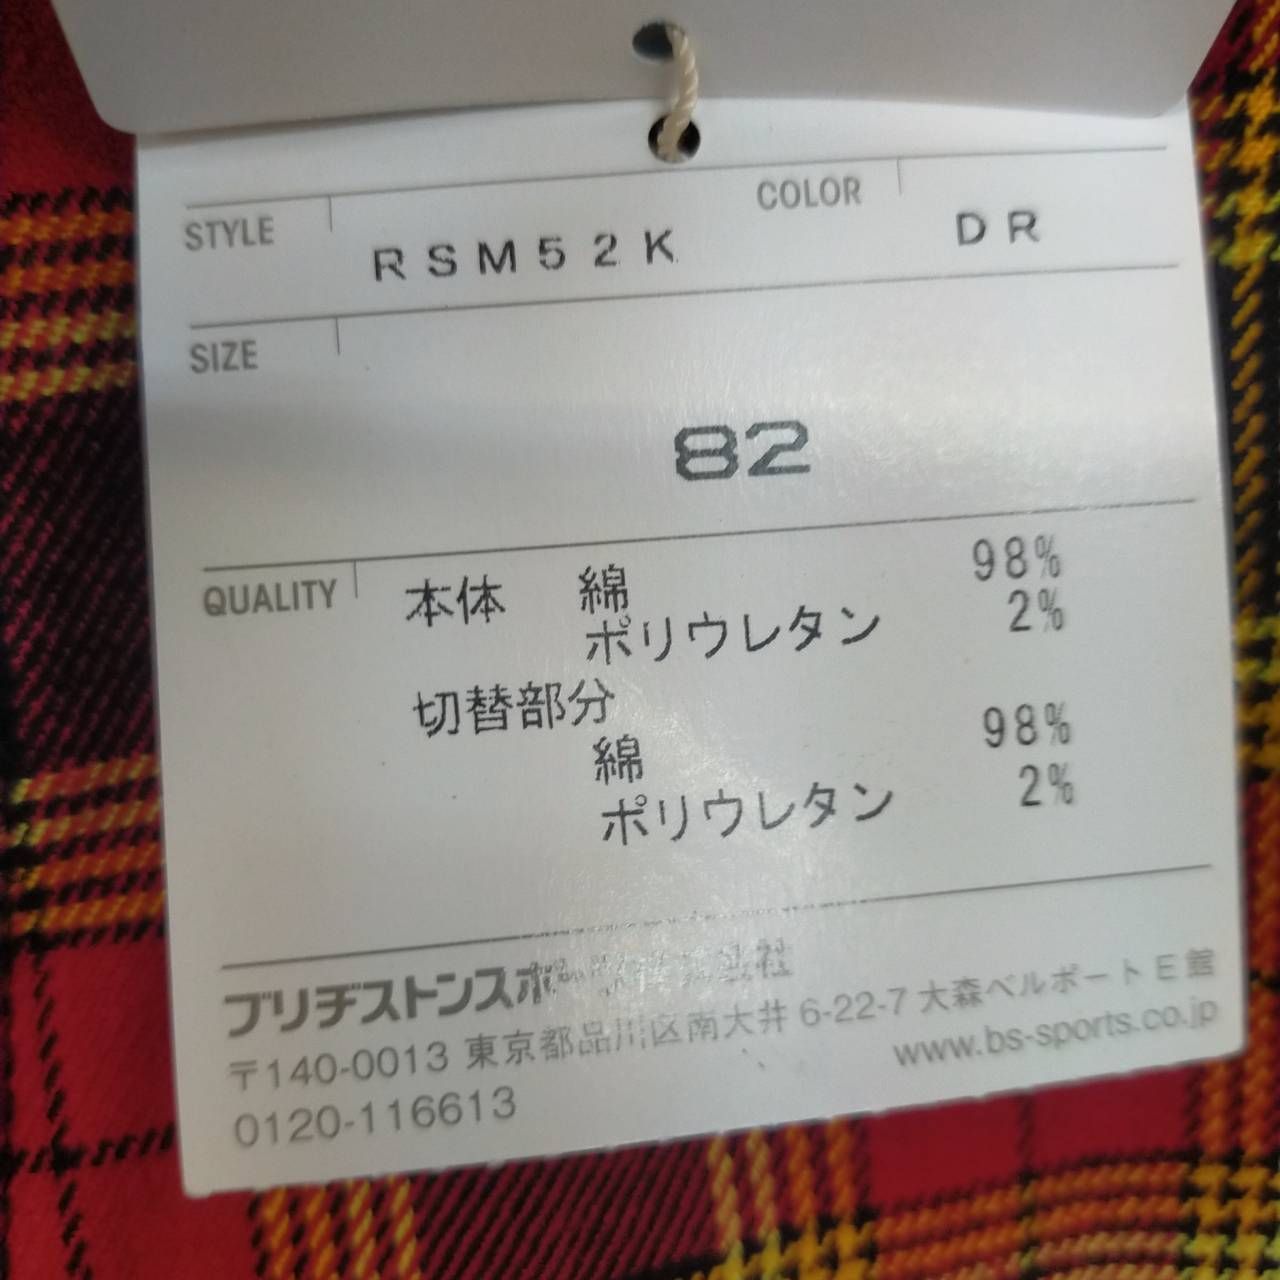 STYLE RSM52K COLOR DR
SIZE
82
QUALITY 本体 綿 98%
ポリウレタン 2%
切替部分
綿 98%
ポリウレタン 2%
ブリヂストンスポ 社
〒140-0013 東京都品川区南大井 6-22-7 大森ベルポート E 館
0120-116613 www.bs-sports.co.jp